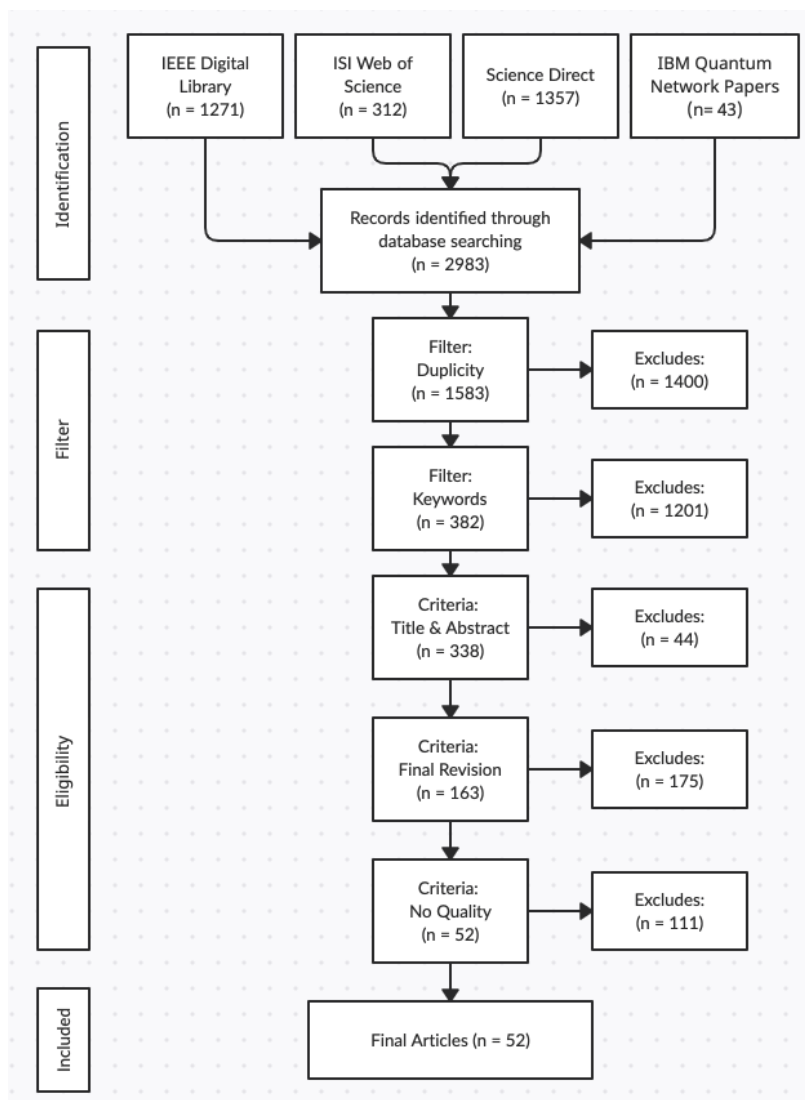 Identification
IEEE Digital
Library
(n = 1271)
ISI Web of
Science
(n = 312)
Science Direct
(n = 1357)
IBM Quantum
Network Papers
(n= 43)
Records identified through
database searching
(n = 2983)
Filter
Filter:
Duplicity
(n = 1583)
Excludes:
(n = 1400)
Filter:
Keywords
(n = 382)
Excludes:
(n = 1201)
Eligibility
Criteria:
Title & Abstract
(n = 338)
Excludes:
(n = 44)
Criteria:
Final Revision
(n = 163)
Excludes:
(n = 175)
Criteria:
No Quality
(n = 52)
Excludes:
(n = 111)
Included
Final Articles (n = 52)